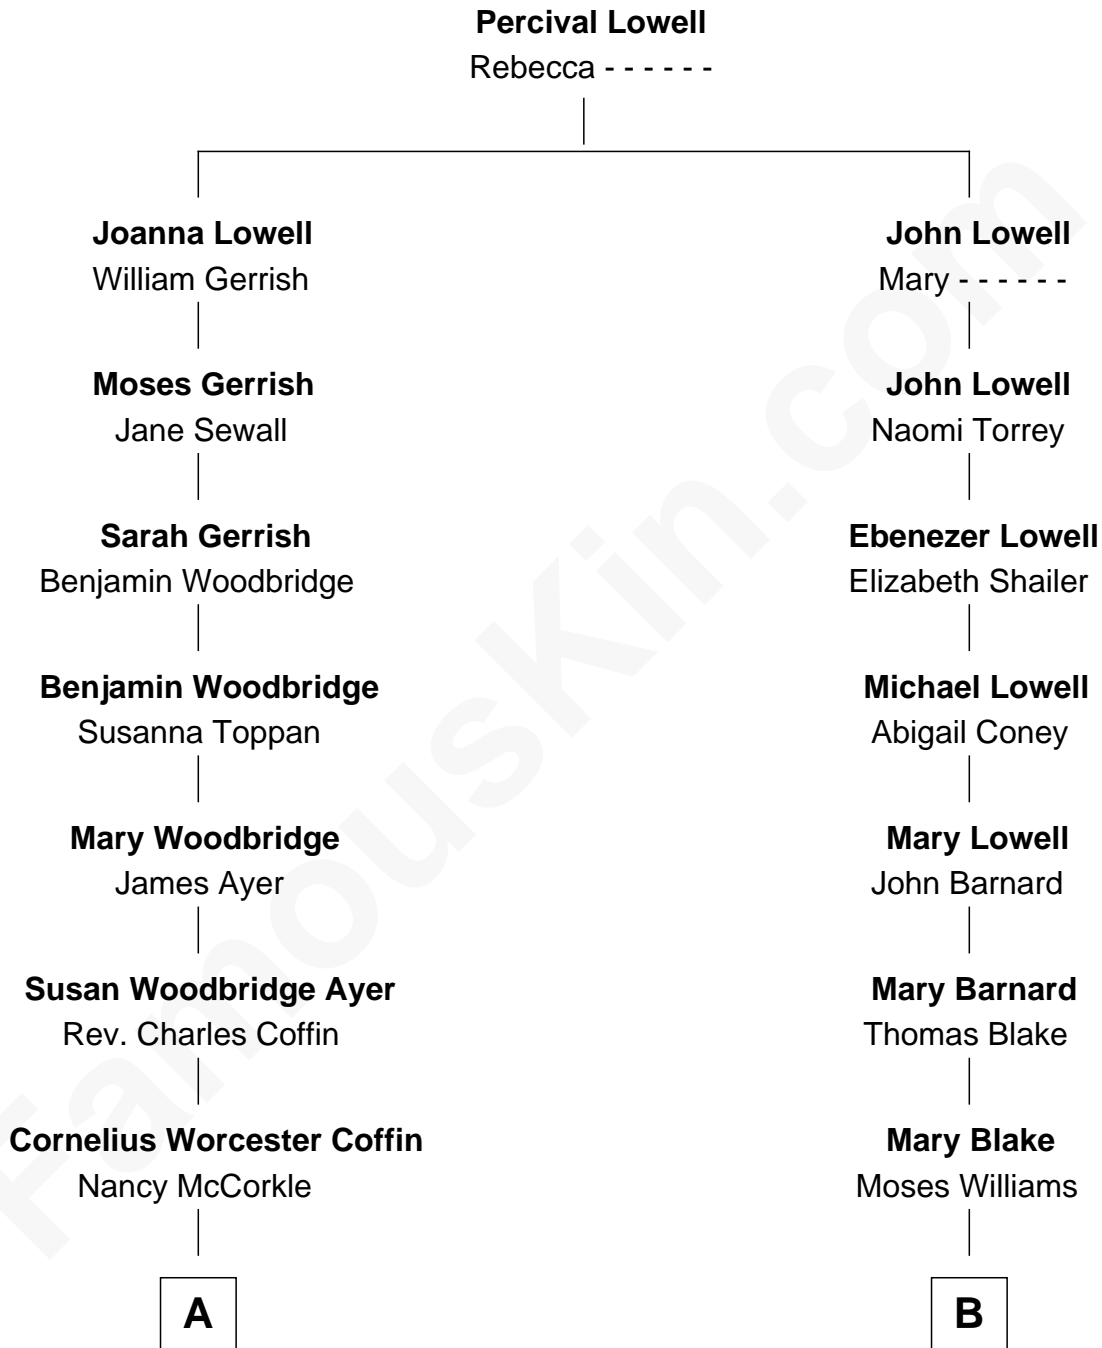 Percival Lowell
Rebecca - - - - - -
Joanna Lowell
William Gerrish
Moses Gerrish
Jane Sewall
Sarah Gerrish
Benjamin Woodbridge
Benjamin Woodbridge
Susanna Toppan
Mary Woodbridge
James Ayer
Susan Woodbridge Ayer
Rev. Charles Coffin
Cornelius Worcester Coffin
Nancy McCorkle
A
John Lowell
Mary - - - - - -
John Lowell
Naomi Torrey
Ebenezer Lowell
Elizabeth Shailer
Michael Lowell
Abigail Coney
Mary Lowell
John Barnard
Mary Barnard
Thomas Blake
Mary Blake
Moses Williams
B
FamousKin.com